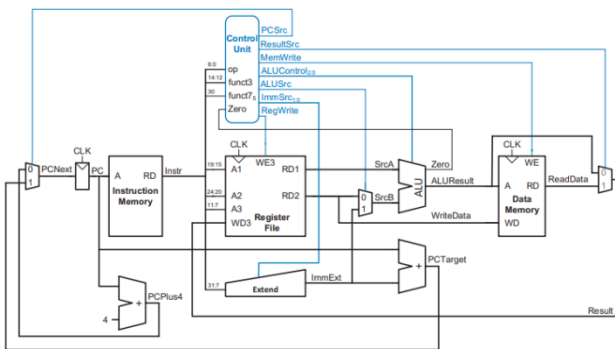 Control
Unit
PCSrc
ResultSrc
MemWrite
ALUControl2:0
ALUSrc
ImmSrc1:0
RegWrite
6:0
op
14:12
funct3
30
funct75
Zero
CLK
CLK
CLK
0
1
PCNext
PC
A
RD
Instruction
Memory
Instr
19:15
A1
WE3
RD1
24:20
A2
RD2
11:7
A3
WD3
Register
File
SrcA
0
1
SrcB
ALU
Zero
ALUResult
WriteData
A
RD
WE
Data
Memory
WD
ReadData
0
1
PCPlus4
+
4
31:7
Extend
ImmExt
+
PCTarget
Result